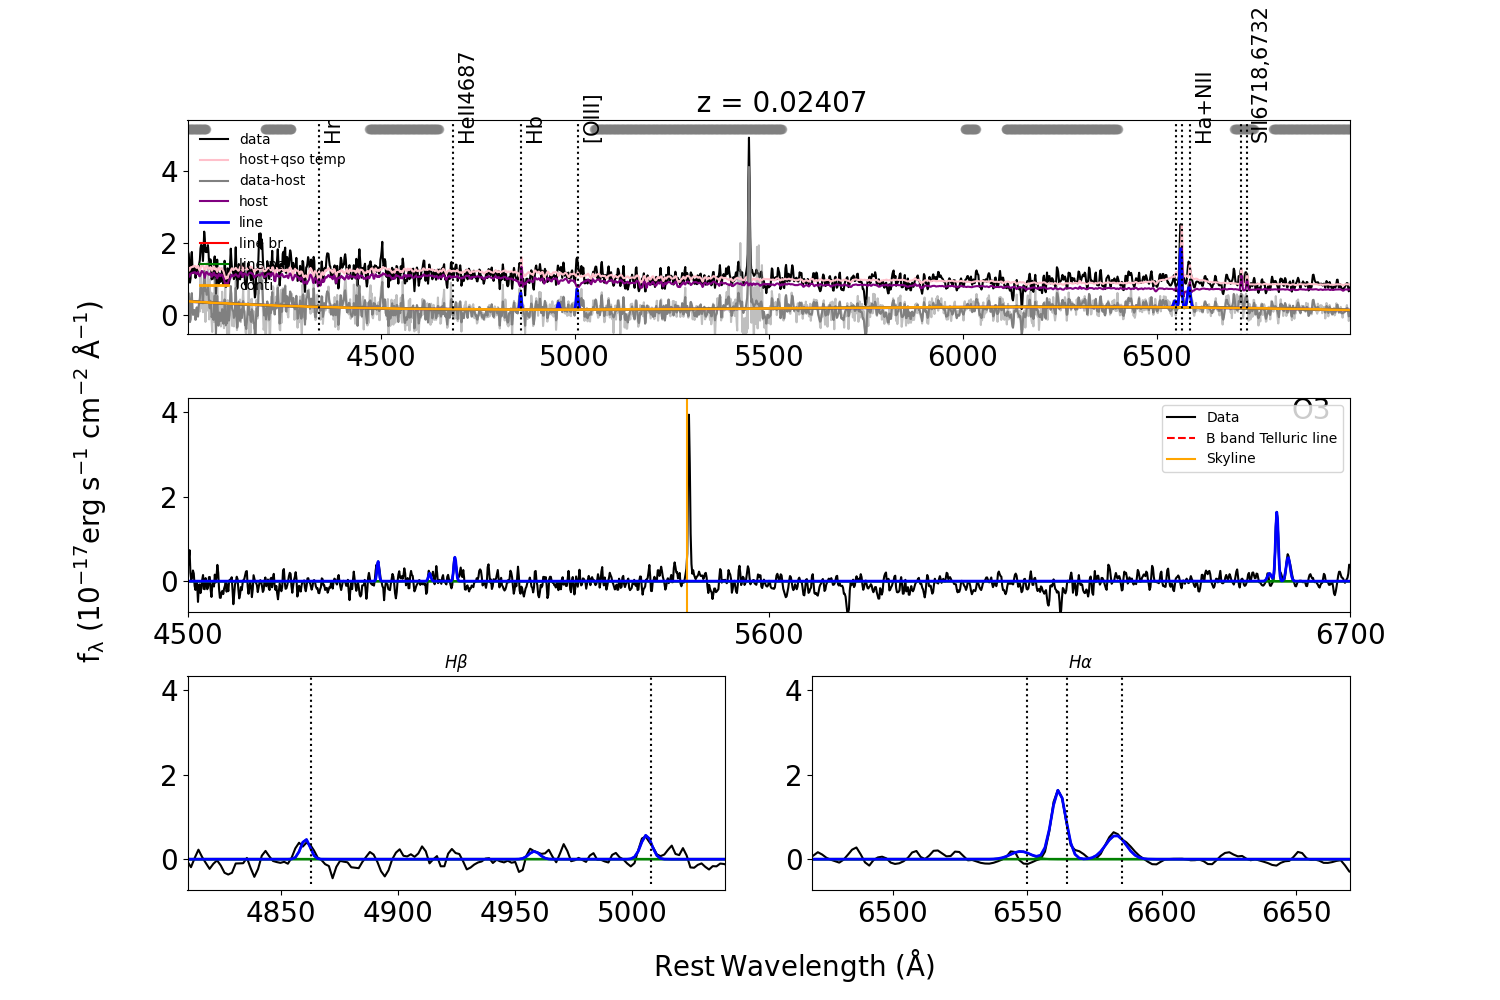 z = 0.02407
Hr
HeII4687
Hb
[OIII]
Ha+NII
SII6718,6732
data
host+qso temp
data-host
host
line
line br
conti
4
2
0
4500 5000 5500 6000 6500
O3
Data
B band Telluric line
Skyline
4
2
0
4500 5600 6700
fλ (10−17erg s−1 cm−2 Å−1)
Hβ
4
2
0
4850 4900 4950 5000
Hα
4
2
0
6500 6550 6600 6650
Rest Wavelength (Å)